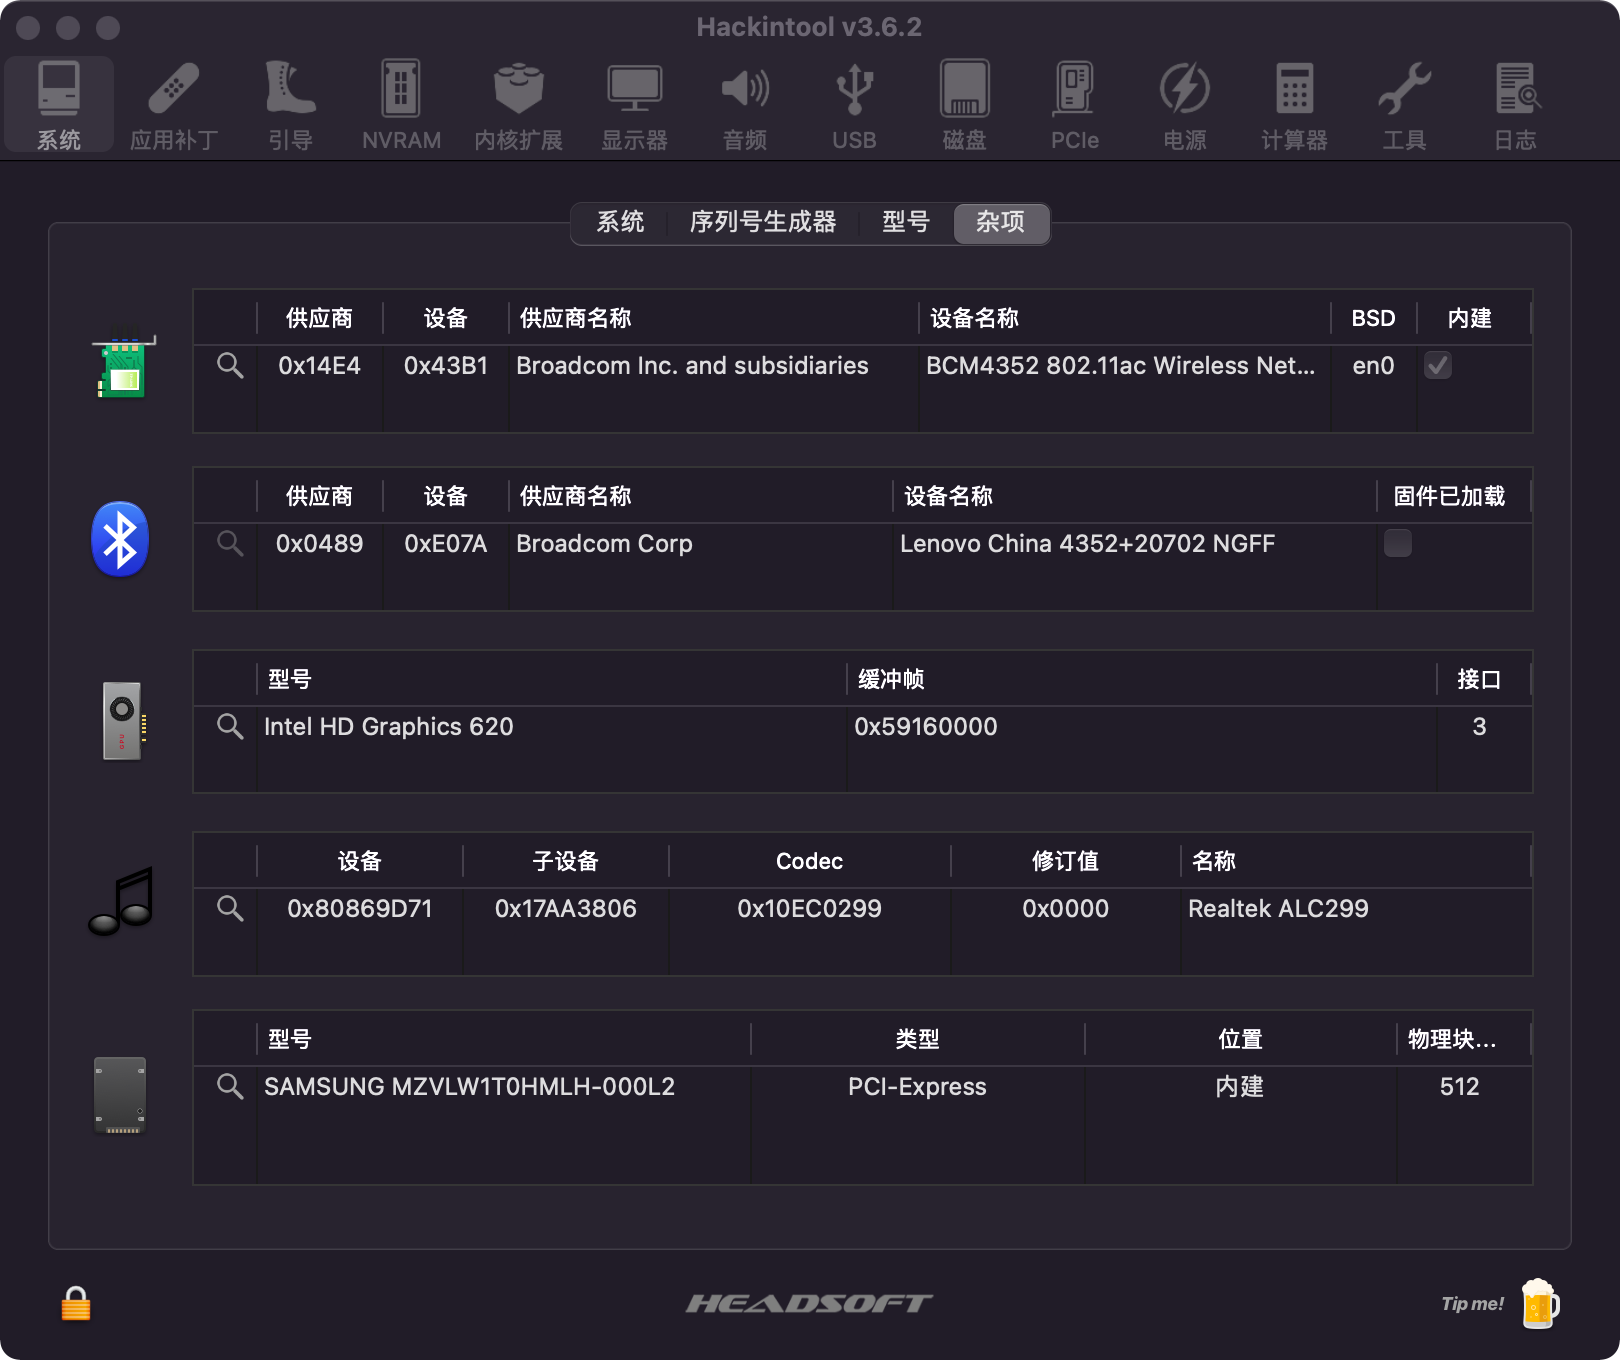 Hackintool v3.6.2
系统 应用补丁 引导 NVRAM 内核扩展 显示器 音频 USB 磁盘 PCIe 电源 计算器 工具 日志
系统 序列号生成器 型号 杂项
供应商 设备 供应商名称 设备名称 BSD 内建
0x14E4 0x43B1 Broadcom Inc. and subsidiaries BCM4352 802.11ac Wireless Net... en0
供应商 设备 供应商名称 设备名称 固件已加载
0x0489 0xE07A Broadcom Corp Lenovo China 4352+20702 NGFF
型号 缓冲帧 接口
Intel HD Graphics 620 0x59160000 3
设备 子设备 Codec 修订值 名称
0x80869D71 0x17AA3806 0x10EC0299 0x0000 Realtek ALC299
型号 类型 位置 物理块...
SAMSUNG MZVLW1T0HMLH-000L2 PCI-Express 内建 512
HEADSOFT
Tip me!